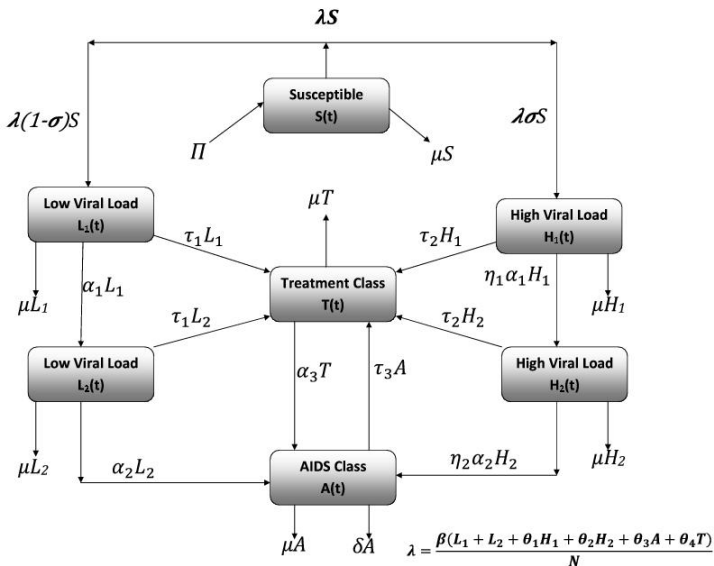 λS
Susceptible
S(t)
λ(1-σ)S
λσS
Π
μS
Low Viral Load
L₁(t)
μT
High Viral Load
H₁(t)
τ₁L₁
τ₂H₁
μL₁
α₁L₁
Treatment Class
T(t)
η₁α₁H₁
μH₁
τ₁L₂
τ₂H₂
Low Viral Load
L₂(t)
α₃T
τ₃A
High Viral Load
H₂(t)
μL₂
α₂L₂
AIDS Class
A(t)
η₂α₂H₂
μH₂
μA
δA
λ = β(L₁ + L₂ + θ₁H₁ + θ₂H₂ + θ₃A + θ₄T)
N